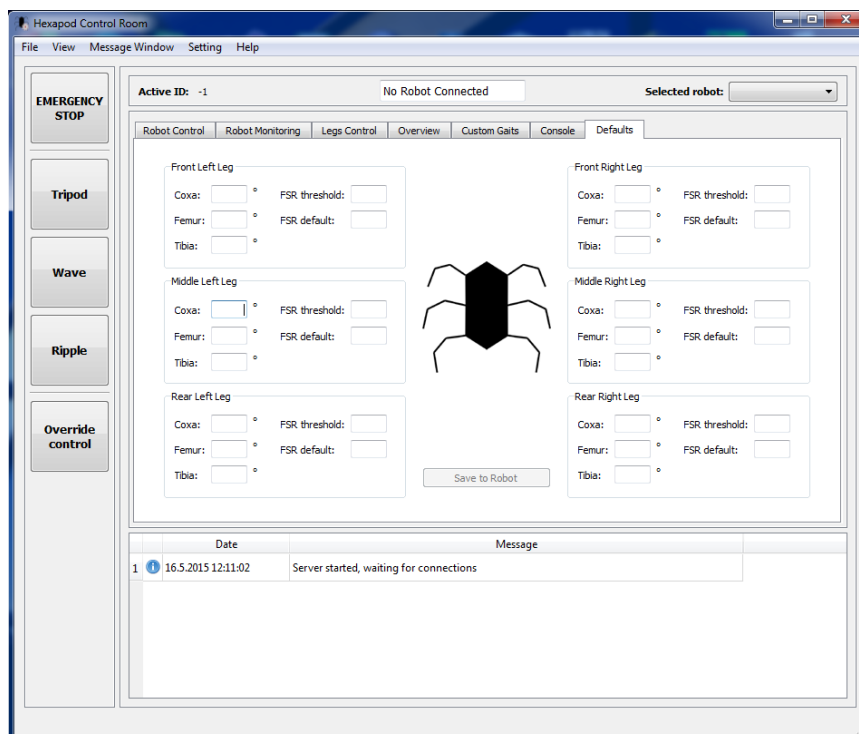 Hexapod Control Room
File View Message Window Setting Help
EMERGENCY
STOP
Tripod
Wave
Ripple
Override
control
Active ID: -1 No Robot Connected Selected robot:
Robot Control Robot Monitoring Legs Control Overview Custom Gaits Console Defaults
Front Left Leg
Coxa: ° FSR threshold:
Femur: ° FSR default:
Tibia: °
Middle Left Leg
Coxa: ° FSR threshold:
Femur: ° FSR default:
Tibia: °
Rear Left Leg
Coxa: ° FSR threshold:
Femur: ° FSR default:
Tibia: °
Front Right Leg
Coxa: ° FSR threshold:
Femur: ° FSR default:
Tibia: °
Middle Right Leg
Coxa: ° FSR threshold:
Femur: ° FSR default:
Tibia: °
Rear Right Leg
Coxa: ° FSR threshold:
Femur: ° FSR default:
Tibia: °
Save to Robot
Date Message
1 16.5.2015 12:11:02 Server started, waiting for connections